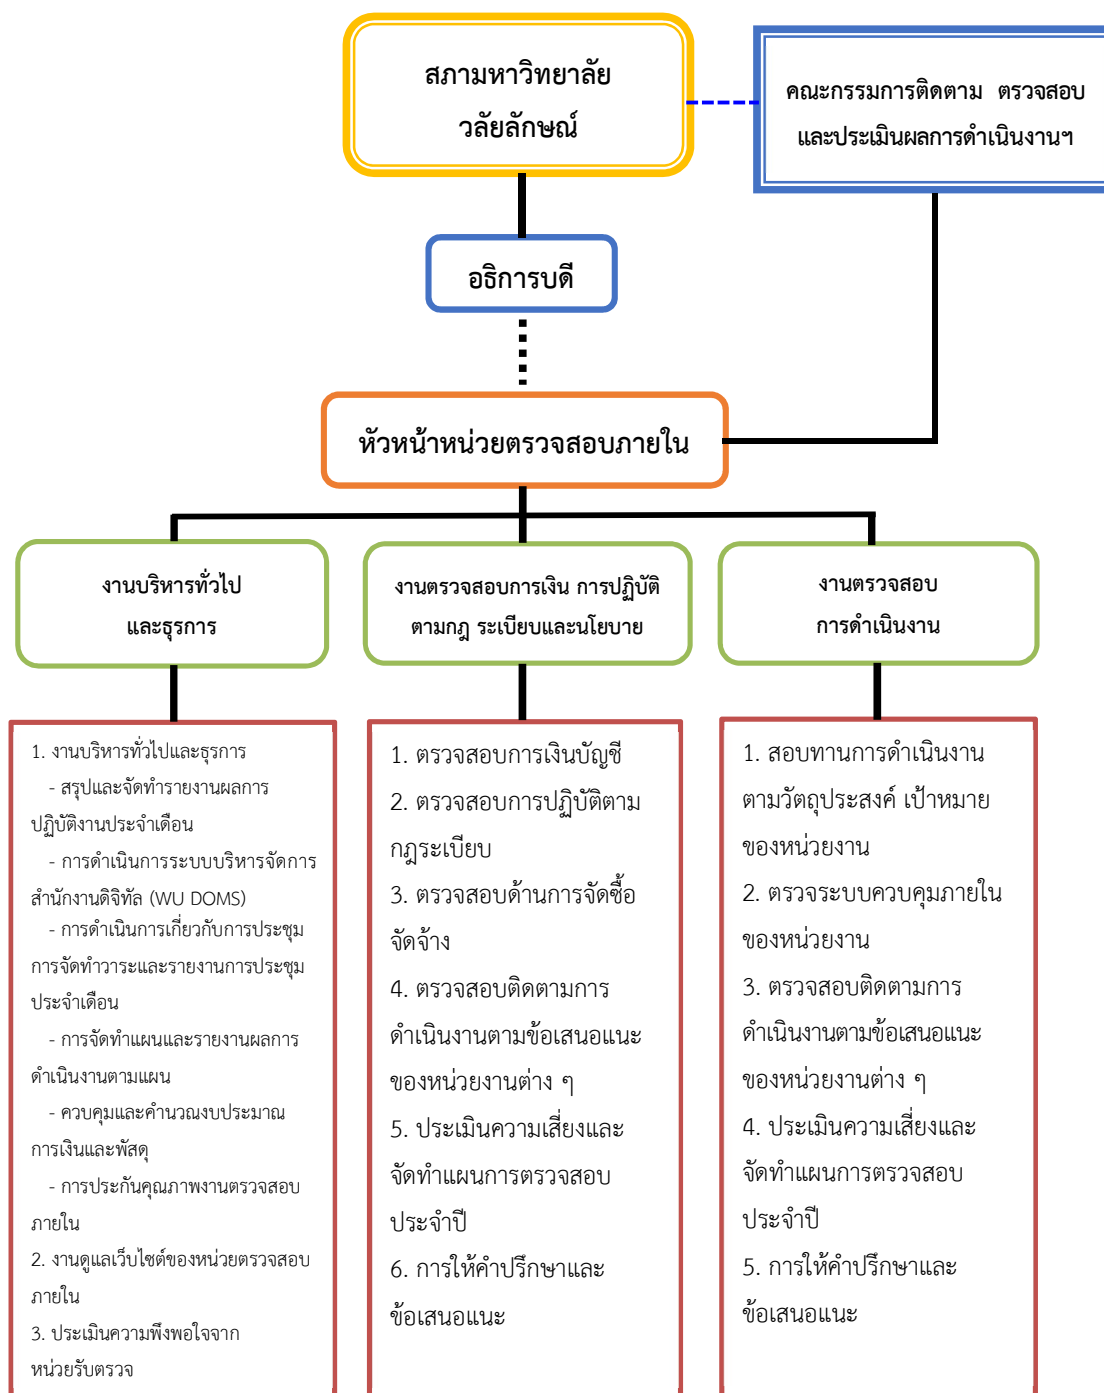 สภามหาวิทยาลัย
วลัยลักษณ์
คณะกรรมการติดตาม ตรวจสอบ
และประเมินผลการดำเนินงานฯ
อธิการบดี
หัวหน้าหน่วยตรวจสอบภายใน
งานบริหารทั่วไป
และธุรการ
งานตรวจสอบการเงิน การปฏิบัติ
ตามกฎ ระเบียบและนโยบาย
งานตรวจสอบ
การดำเนินงาน
1. งานบริหารทั่วไปและธุรการ
- สรุปและจัดทำรายงานผลการ
ปฏิบัติงานประจำเดือน
- การดำเนินการระบบบริหารจัดการ
สำนักงานดิจิทัล (WU DOMS)
- การดำเนินการเกี่ยวกับการประชุม
การจัดทำวาระและรายงานการประชุม
ประจำเดือน
- การจัดทำแผนและรายงานผลการ
ดำเนินงานตามแผน
- ควบคุมและคำนวณงบประมาณ
การเงินและพัสดุ
- การประกันคุณภาพงานตรวจสอบ
ภายใน
2. งานดูแลเว็บไซต์ของหน่วยตรวจสอบ
ภายใน
3. ประเมินความพึงพอใจจาก
หน่วยรับตรวจ
1. ตรวจสอบการเงินบัญชี
2. ตรวจสอบการปฏิบัติตาม
กฎระเบียบ
3. ตรวจสอบด้านการจัดซื้อ
จัดจ้าง
4. ตรวจสอบติดตามการ
ดำเนินงานตามข้อเสนอแนะ
ของหน่วยงานต่าง ๆ
5. ประเมินความเสี่ยงและ
จัดทำแผนการตรวจสอบ
ประจำปี
6. การให้คำปรึกษาและ
ข้อเสนอแนะ
1. สอบทานการดำเนินงาน
ตามวัตถุประสงค์ เป้าหมาย
ของหน่วยงาน
2. ตรวจระบบควบคุมภายใน
ของหน่วยงาน
3. ตรวจสอบติดตามการ
ดำเนินงานตามข้อเสนอแนะ
ของหน่วยงานต่าง ๆ
4. ประเมินความเสี่ยงและ
จัดทำแผนการตรวจสอบ
ประจำปี
5. การให้คำปรึกษาและ
ข้อเสนอแนะ